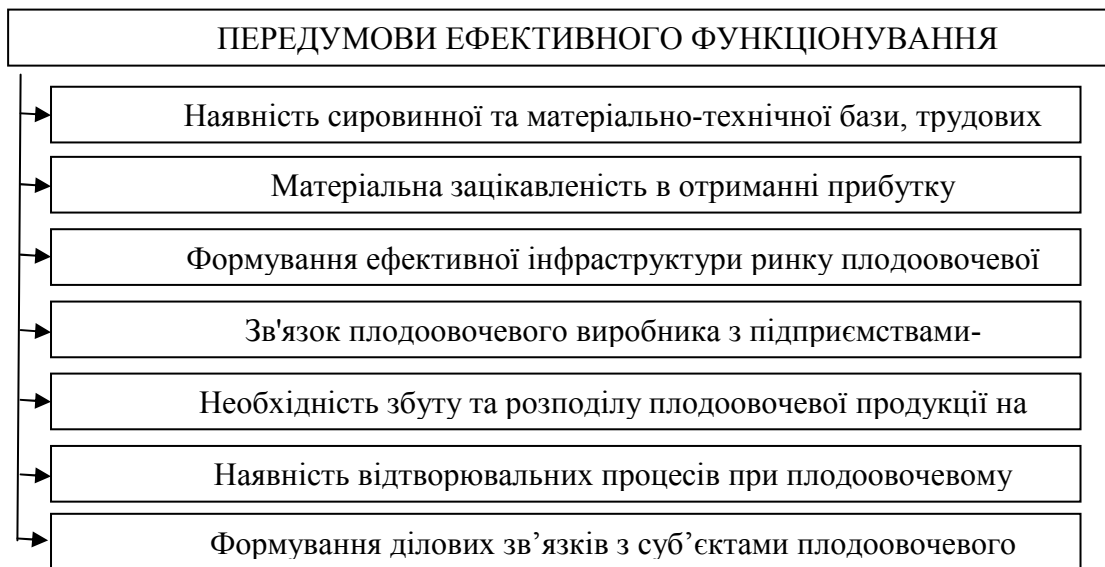 ПЕРЕДУМОВИ ЕФЕКТИВНОГО ФУНКЦІОНУВАННЯ
Наявність сировинної та матеріально-технічної бази, трудових
Матеріальна зацікавленість в отриманні прибутку
Формування ефективної інфраструктури ринку плодоовочевої
Зв'язок плодоовочевого виробника з підприємствами-
Необхідність збуту та розподілу плодоовочевої продукції на
Наявність відтворювальних процесів при плодоовочевому
Формування ділових зв’язків з суб’єктами плодоовочевого